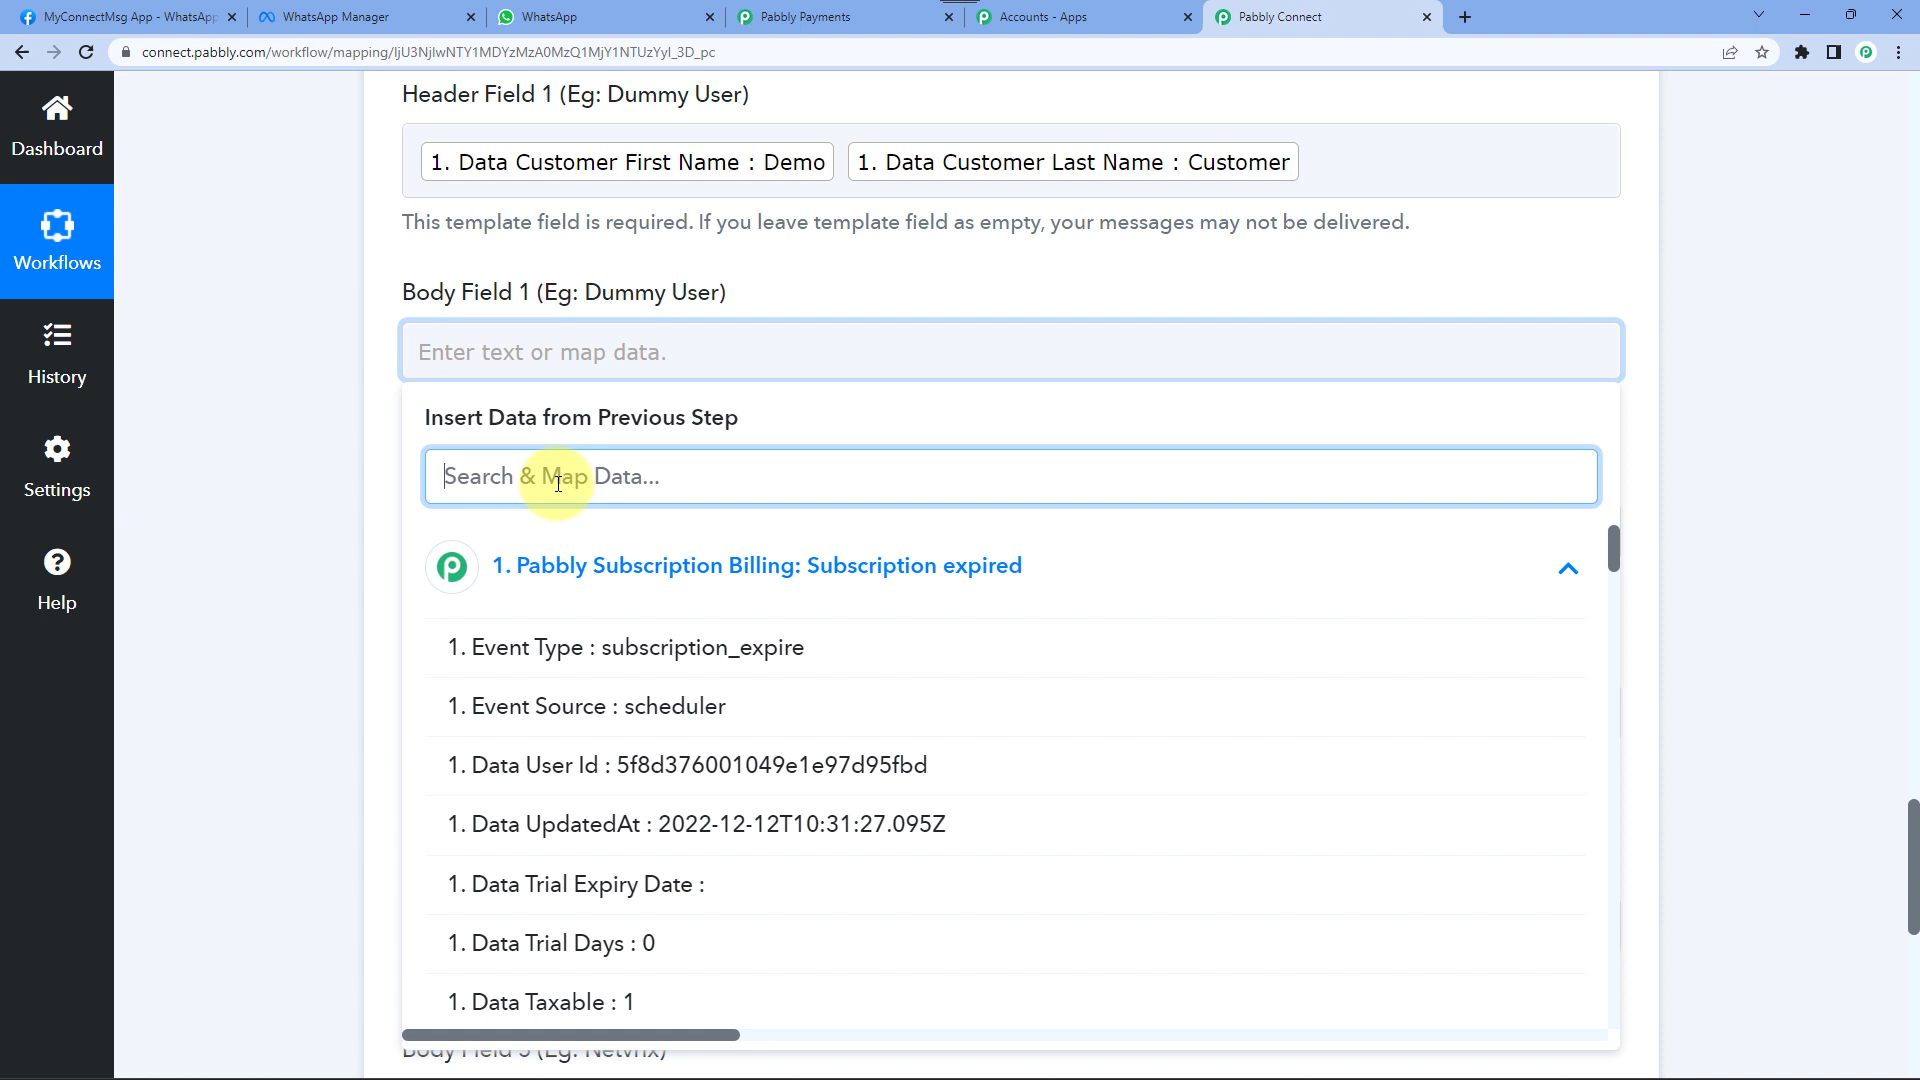 MyConnectMsg App - WhatsApp
WhatsApp Manager
WhatsApp
Pabbly Payments
Accounts - Apps
Pabbly Connect
connect.pabbly.com/workflow/mapping/IjU3NjIwNTY1MDYzMzA0MzQ1MjY1NTUzYyI_3D_pc
Dashboard
Workflows
History
Settings
Help
Header Field 1 (Eg: Dummy User)
1. Data Customer First Name : Demo
1. Data Customer Last Name : Customer
This template field is required. If you leave template field as empty, your messages may not be delivered.
Body Field 1 (Eg: Dummy User)
Enter text or map data.
Insert Data from Previous Step
Search & Map Data...
1. Pabbly Subscription Billing: Subscription expired
1. Event Type : subscription_expire
1. Event Source : scheduler
1. Data User Id : 5f8d376001049e1e97d95fbd
1. Data UpdatedAt : 2022-12-12T10:31:27.095Z
1. Data Trial Expiry Date :
1. Data Trial Days : 0
1. Data Taxable : 1
Body Field 3 (Eg: Netvrix)